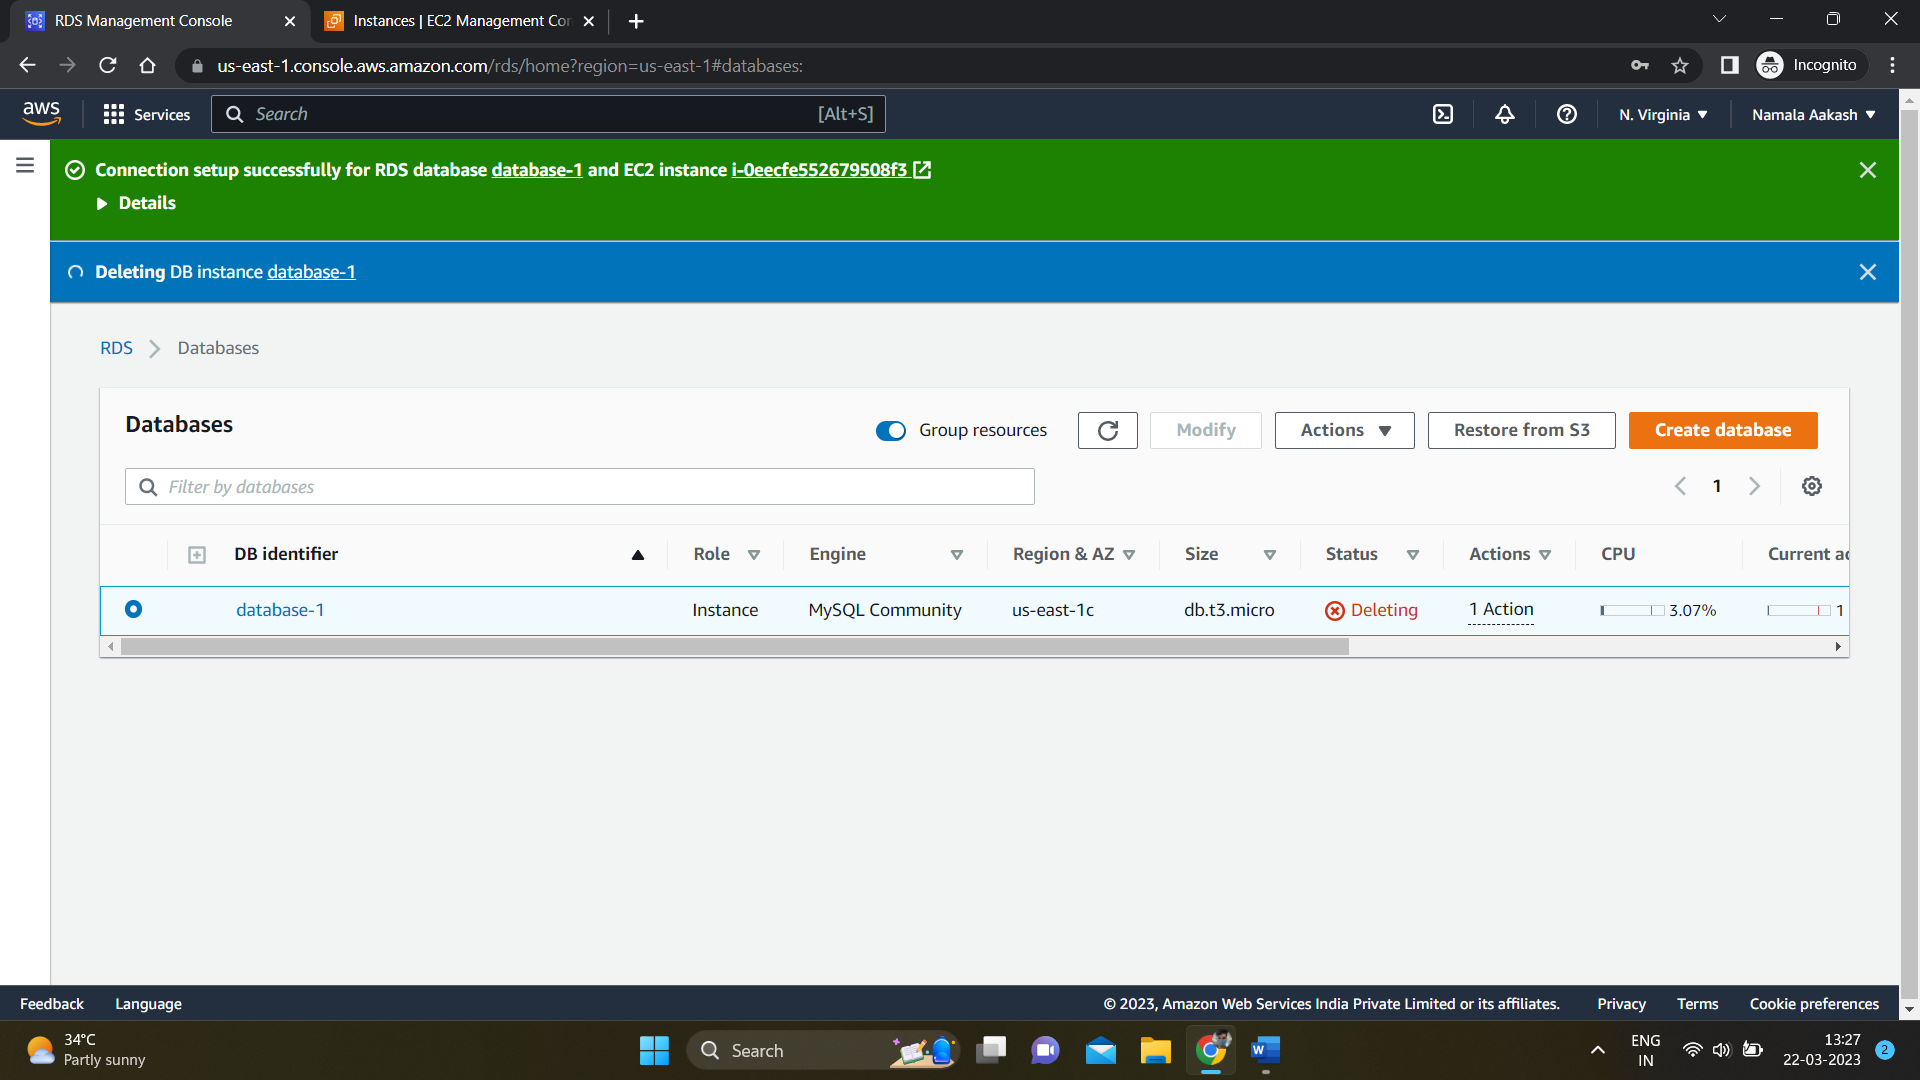 RDS Management Console
Instances | EC2 Management Con
us-east-1.console.aws.amazon.com/rds/home?region=us-east-1#databases:
Incognito
aws
Services
Search
[Alt+S]
N. Virginia
Namala Aakash
Connection setup successfully for RDS database database-1 and EC2 instance i-0eecfe552679508f3
Details
Deleting DB instance database-1
RDS
Databases
Databases
Group resources
Modify
Actions
Restore from S3
Create database
Filter by databases
1
DB identifier
Role
Engine
Region & AZ
Size
Status
Actions
CPU
Current ac
database-1
Instance
MySQL Community
us-east-1c
db.t3.micro
Deleting
1 Action
3.07%
1
Feedback
Language
© 2023, Amazon Web Services India Private Limited or its affiliates.
Privacy
Terms
Cookie preferences
34°C
Partly sunny
Search
W
ENG
IN
13:27
22-03-2023
2